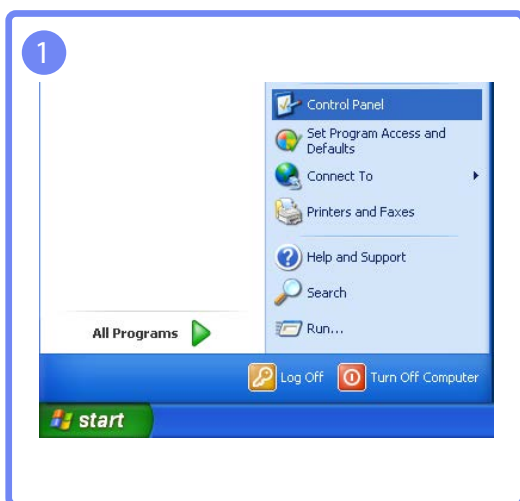 1
Control Panel
Set Program Access and
Defaults
Connect To
Printers and Faxes
Help and Support
Search
Run...
All Programs
Log Off
Turn Off Computer
start